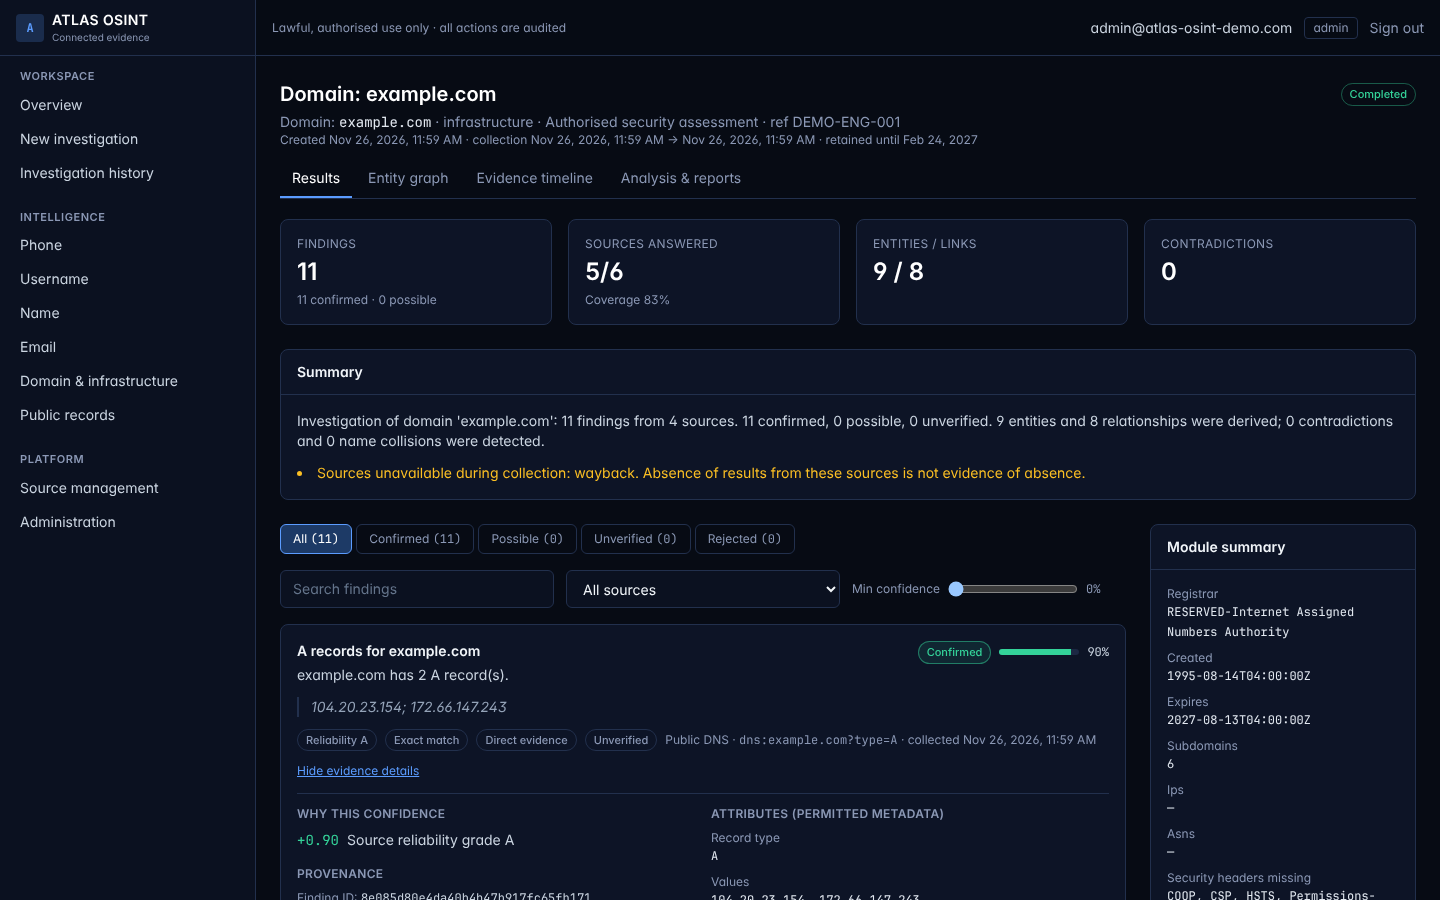 A
ATLAS OSINT
Connected evidence
Lawful, authorised use only · all actions are audited
admin@atlas-osint-demo.com
admin
Sign out
WORKSPACE
Overview
New investigation
Investigation history
INTELLIGENCE
Phone
Username
Name
Email
Domain & infrastructure
Public records
PLATFORM
Source management
Administration
Domain: example.com
Completed
Domain: example.com · infrastructure · Authorised security assessment · ref DEMO-ENG-001
Created Nov 26, 2026, 11:59 AM · collection Nov 26, 2026, 11:59 AM → Nov 26, 2026, 11:59 AM · retained until Feb 24, 2027
Results
Entity graph
Evidence timeline
Analysis & reports
FINDINGS
11
11 confirmed · 0 possible
SOURCES ANSWERED
5/6
Coverage 83%
ENTITIES / LINKS
9 / 8
CONTRADICTIONS
0
Summary
Investigation of domain 'example.com': 11 findings from 4 sources. 11 confirmed, 0 possible, 0 unverified. 9 entities and 8 relationships were derived; 0 contradictions
and 0 name collisions were detected.
• Sources unavailable during collection: wayback. Absence of results from these sources is not evidence of absence.
All (11)
Confirmed (11)
Possible (0)
Unverified (0)
Rejected (0)
Search findings
All sources
Min confidence
0%
A records for example.com
Confirmed
90%
example.com has 2 A record(s).
104.20.23.154; 172.66.147.243
Reliability A
Exact match
Direct evidence
Unverified
Public DNS · dns:example.com?type=A · collected Nov 26, 2026, 11:59 AM
Hide evidence details
WHY THIS CONFIDENCE
+0.90 Source reliability grade A
PROVENANCE
Finding ID: 8e085d80e4da40b4b47b917fc65fb171
ATTRIBUTES (PERMITTED METADATA)
Record type
A
Values
104.20.23.154, 172.66.147.243
Module summary
Registrar
RESERVED-Internet Assigned
Numbers Authority
Created
1995-08-14T04:00:00Z
Expires
2027-08-13T04:00:00Z
Subdomains
6
Ips
—
Asns
—
Security headers missing
COOP, CSP, HSTS, Permissions-